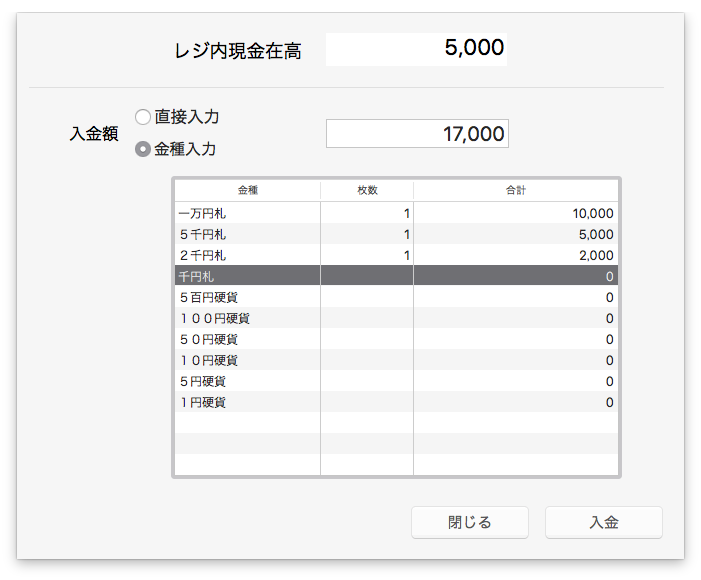 レジ内現金在高 5,000
直接入力
入金額 17,000
金種入力
金種 枚数 合計
一万円札 1 10,000
５千円札 1 5,000
２千円札 1 2,000
千円札 0
５百円硬貨 0
１００円硬貨 0
５０円硬貨 0
１０円硬貨 0
５円硬貨 0
１円硬貨 0
閉じる 入金